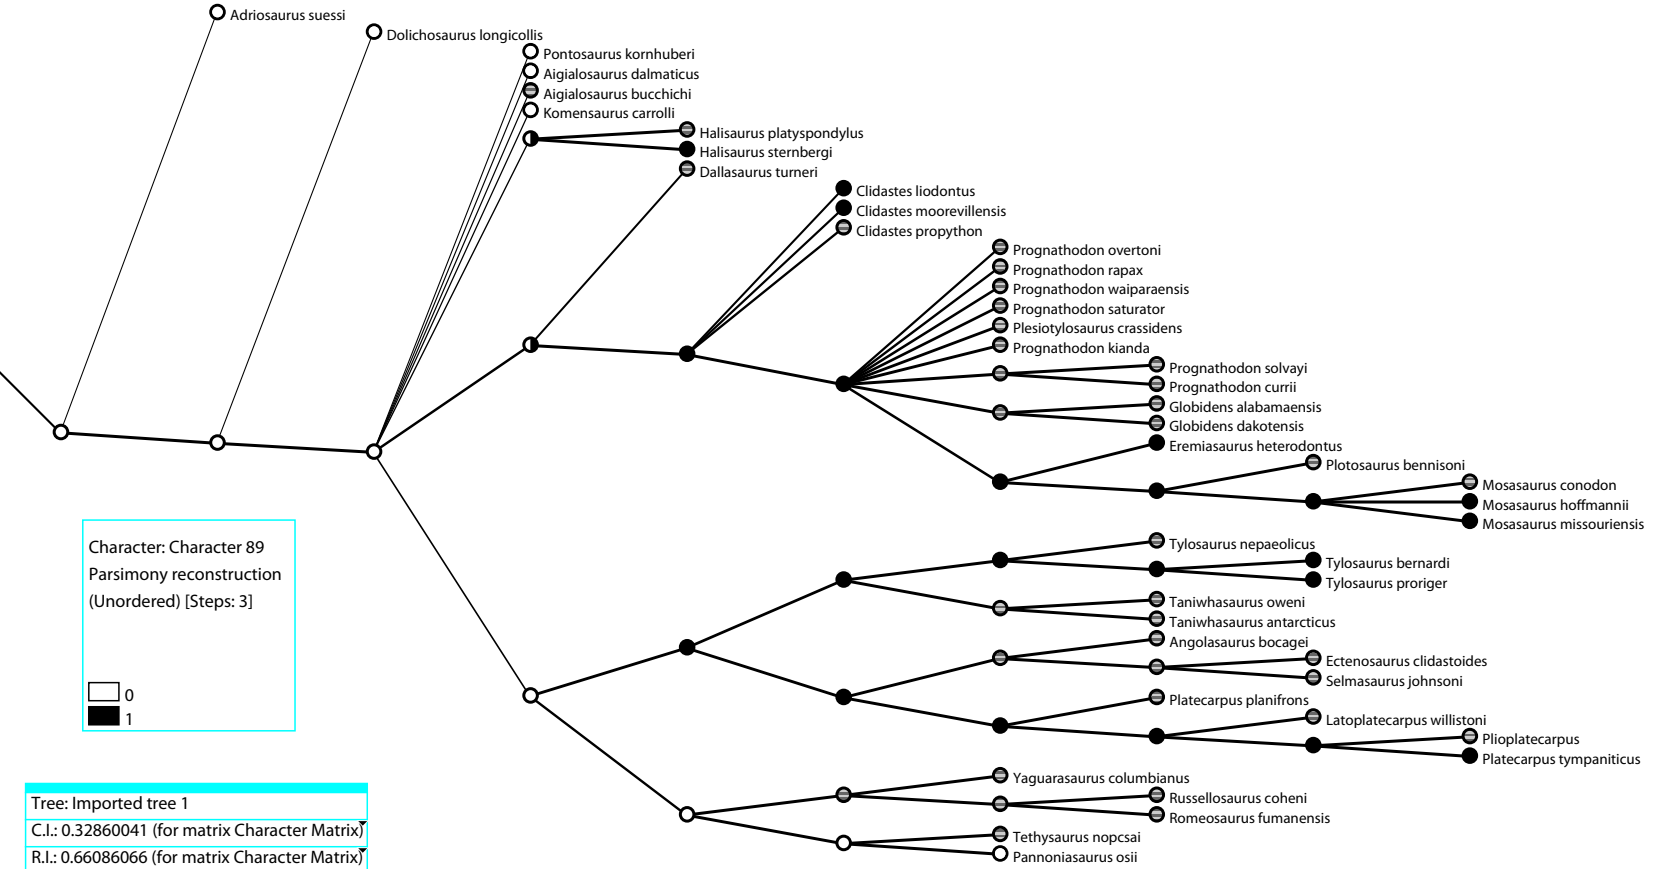 Adriosaurus suessi
Dolichosaurus longicollis
Pontosaurus kornhuberi
Aigialosaurus dalmaticus
Aigialosaurus bucchichi
Komensaurus carrolli
Halisaurus platyspondylus
Halisaurus sternbergi
Dallasaurus turneri
Clidastes liodontus
Clidastes moorevillensis
Clidastes propython
Prognathodon overtoni
Prognathodon rapax
Prognathodon waiparaensis
Prognathodon saturator
Plesiotylosaurus crassidens
Prognathodon kianda
Prognathodon solvayi
Prognathodon currii
Globidens alabamaensis
Globidens dakotensis
Eremiasaurus heterodontus
Plotosaurus bennisoni
Mosasaurus conodon
Mosasaurus hoffmannii
Mosasaurus missouriensis
Tylosaurus nepaeolicus
Tylosaurus bernardi
Tylosaurus proriger
Taniwhasaurus oweni
Taniwhasaurus antarcticus
Angolasaurus bocagei
Ectenosaurus clidastoides
Selmasaurus johnsoni
Platecarpus planifrons
Latoplatecarpus willistoni
Plioplatecarpus
Platecarpus tympaniticus
Yaguarasaurus columbianus
Russellosaurus coheni
Romeosaurus fumanensis
Tethysaurus nopcsai
Pannoniasaurus osii
Character: Character 89
Parsimony reconstruction
(Unordered) [Steps: 3]
0
1
Tree: Imported tree 1
C.I.: 0.32860041 (for matrix Character Matrix)
R.I.: 0.66086066 (for matrix Character Matrix)